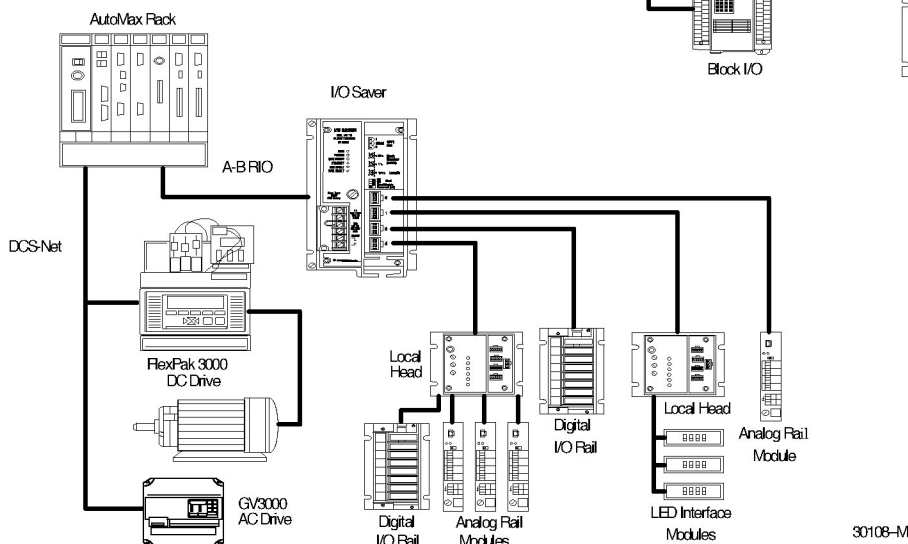 AutoMax Rack
Block I/O
I/O Saver
A-B RIO
DCS-Net
FlexPak 3000
DC Drive
Local
Head
Local Head
Digital
I/O Rail
Analog Rail
Module
GV3000
AC Drive
Digital
I/O Rail
Analog Rail
Modules
LED Interface
Modules
30108–M